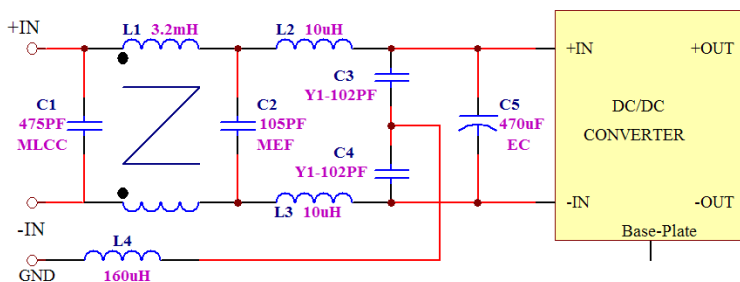 +IN
L1 3.2mH
L2 10uH
C1
475PF
MLCC
C2
105PF
MEF
C3
Y1-102PF
C4
Y1-102PF
C5
470uF
EC
L3 10uH
-IN
L4
160uH
GND
+IN +OUT
DC/DC
CONVERTER
-IN -OUT
Base-Plate